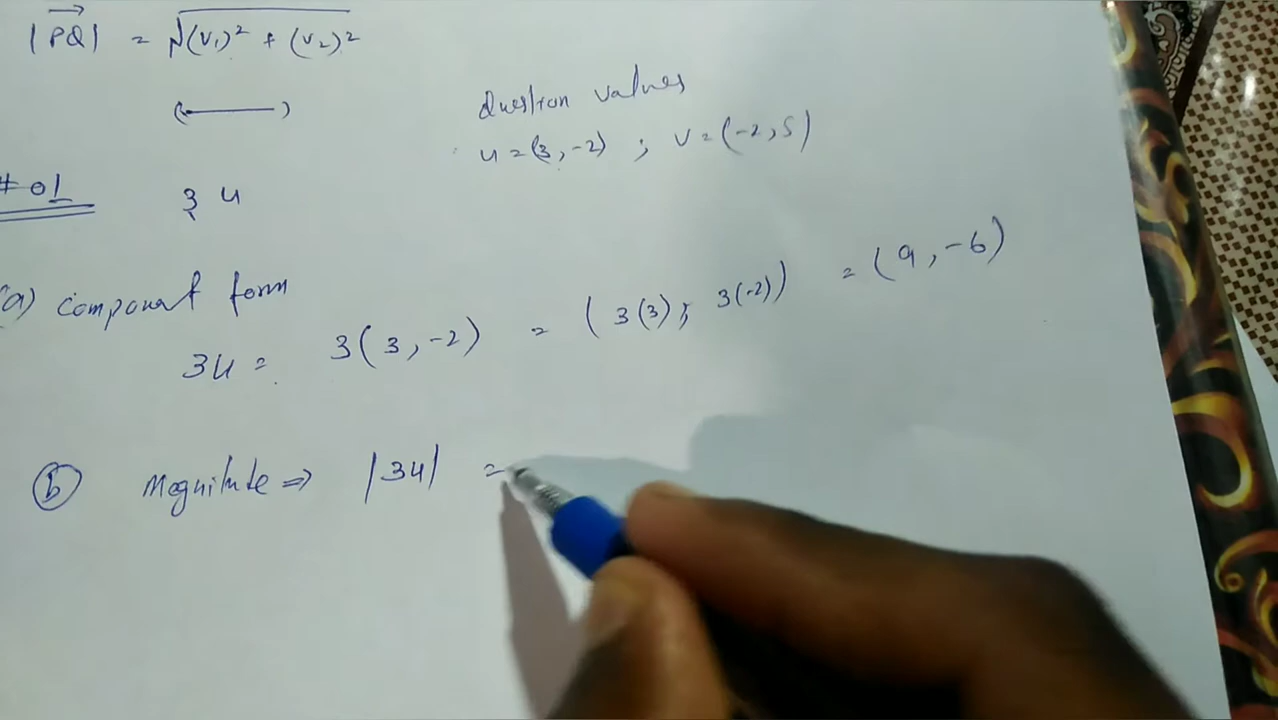 |PQ| = √(v₁)² + (v₂)²
Question values
u = (3, -2) ; v = (-2, 5)
# 01 3 u
(a) component form
3u = 3(3, -2) = (3(3), 3(-2)) = (9, -6)
(b) Magnitude ⇒ |3u| =